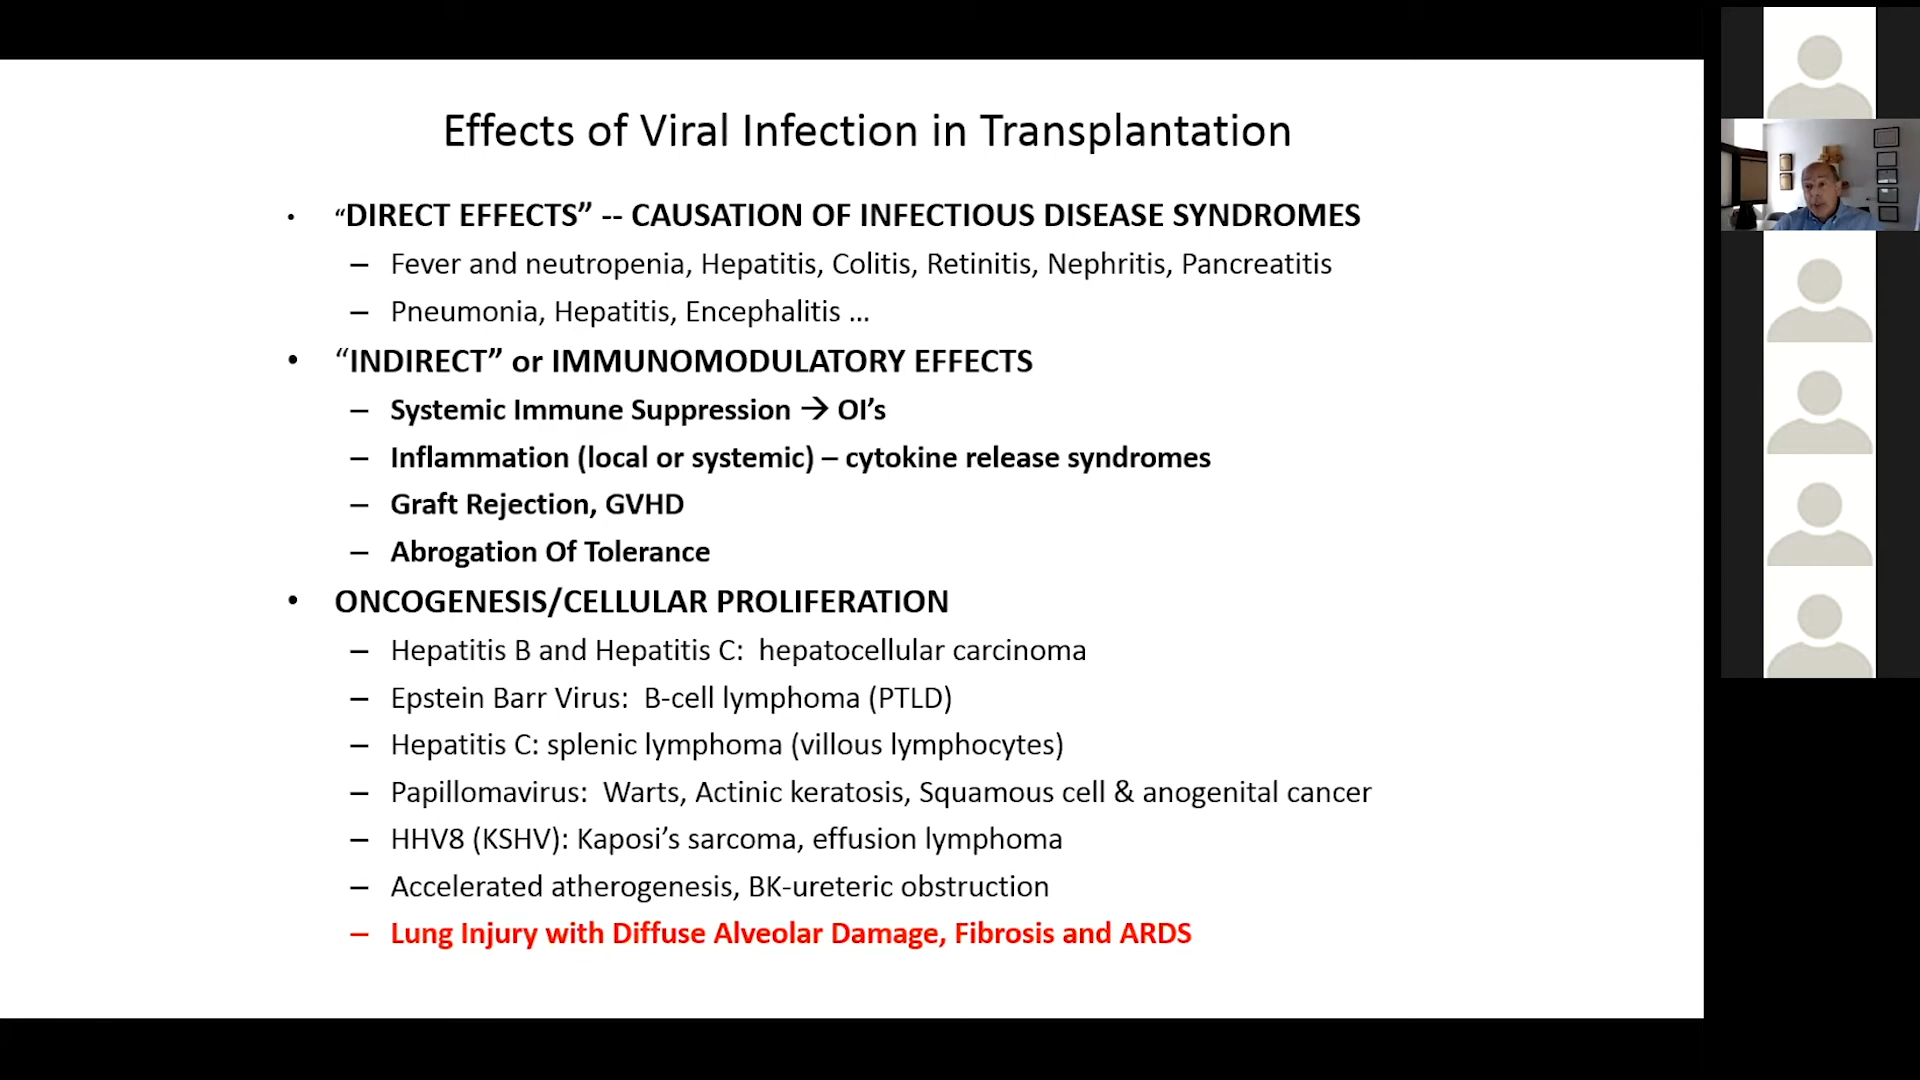 Effects of Viral Infection in Transplantation
• “DIRECT EFFECTS” -- CAUSATION OF INFECTIOUS DISEASE SYNDROMES
– Fever and neutropenia, Hepatitis, Colitis, Retinitis, Nephritis, Pancreatitis
– Pneumonia, Hepatitis, Encephalitis ...
• “INDIRECT” or IMMUNOMODULATORY EFFECTS
– Systemic Immune Suppression → OI’s
– Inflammation (local or systemic) – cytokine release syndromes
– Graft Rejection, GVHD
– Abrogation Of Tolerance
• ONCOGENESIS/CELLULAR PROLIFERATION
– Hepatitis B and Hepatitis C:  hepatocellular carcinoma
– Epstein Barr Virus:  B-cell lymphoma (PTLD)
– Hepatitis C: splenic lymphoma (villous lymphocytes)
– Papillomavirus:  Warts, Actinic keratosis, Squamous cell & anogenital cancer
– HHV8 (KSHV): Kaposi’s sarcoma, effusion lymphoma
– Accelerated atherogenesis, BK-ureteric obstruction
– Lung Injury with Diffuse Alveolar Damage, Fibrosis and ARDS